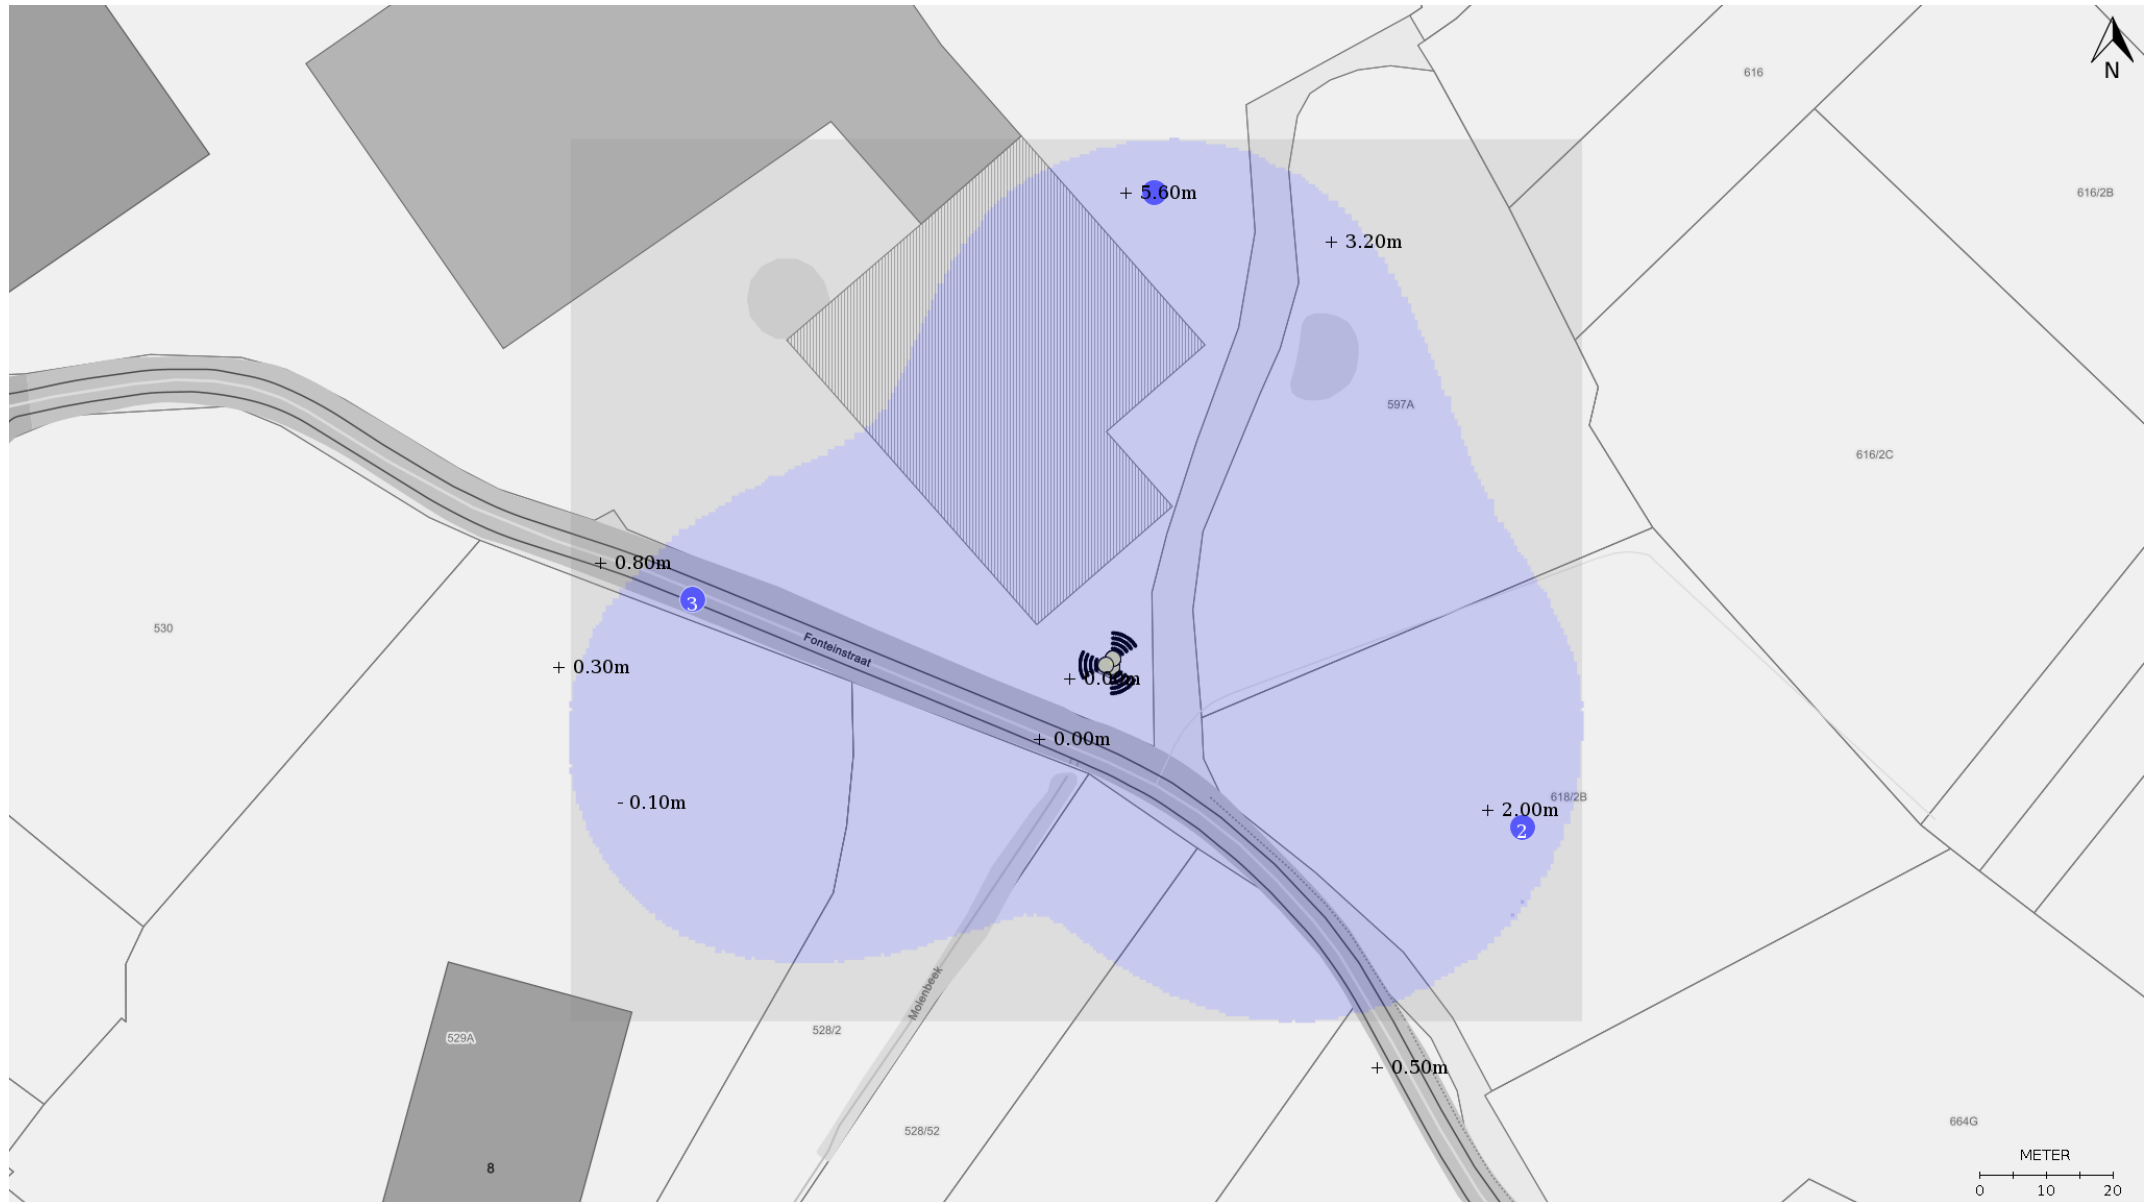 616
N
616/2B
+ 5.60m
+ 3.20m
597A
616/2C
+ 0.80m
3
530
Fonteinstraat
+ 0.30m
+ 0.00m
+ 0.00m
- 0.10m
618/2B
+ 2.00m
2
Molenbeek
528/2
529A
+ 0.50m
664G
528/52
METER
8
0 10 20